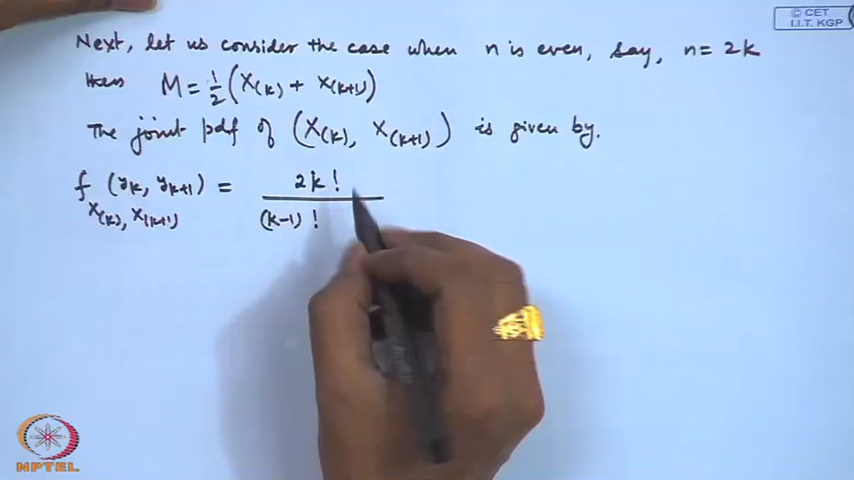 © CET
I.I.T. KGP
Next, let us consider the case when n is even, say, n = 2k
then M = 1/2 (X(k) + X(k+1))
The joint pdf of (X(k), X(k+1)) is given by.
f X(k), X(k+1) (yk, yk+1) = 2k! / (k-1)!
NPTEL